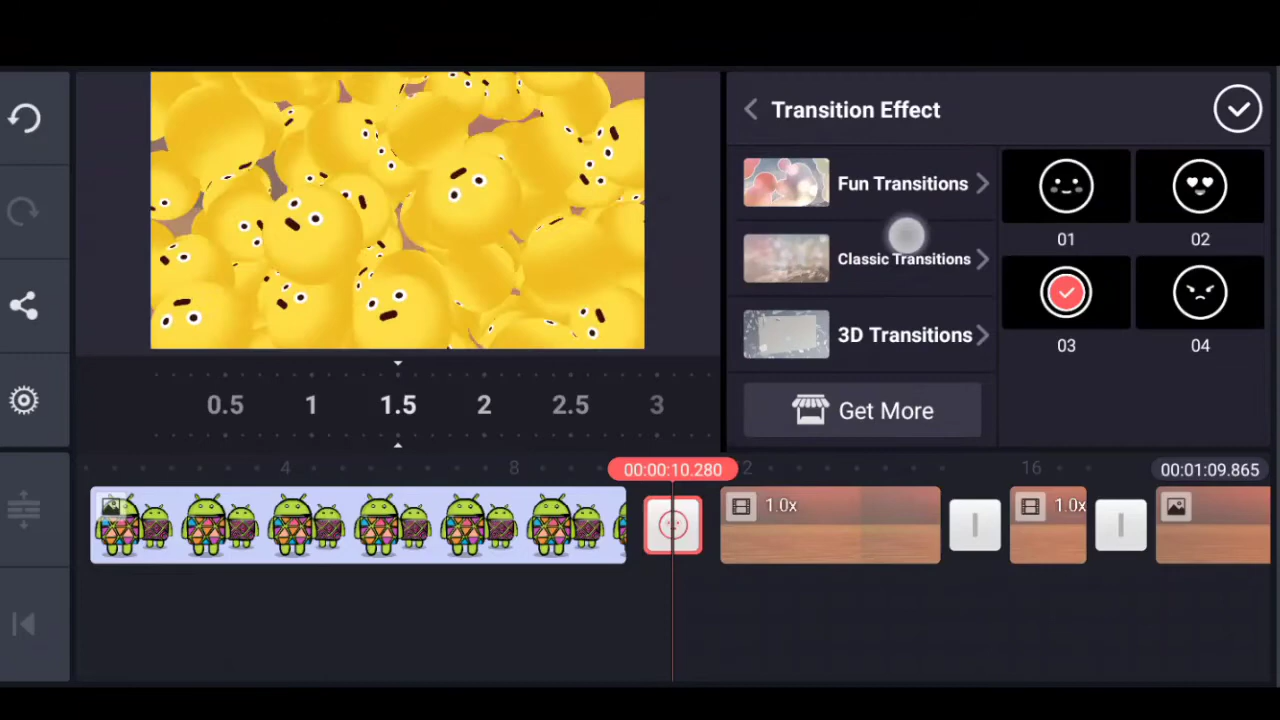 Transition Effect
Fun Transitions
Classic Transitions
3D Transitions
Get More
01
02
03
04
0.5 1 1.5 2 2.5 3
4 8 2 16
00:00:10.280
00:01:09.865
1.0x
1.0x